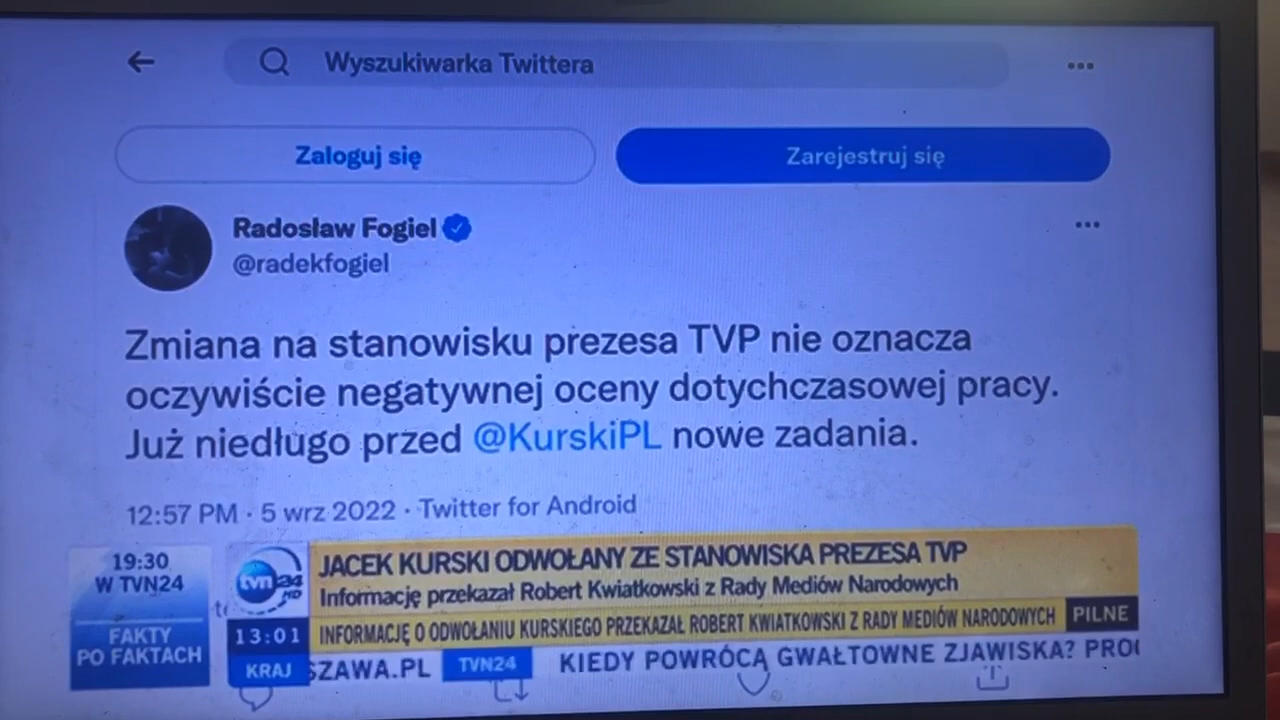 Wyszukiwarka Twittera
Zaloguj się
Zarejestruj się
Radosław Fogiel
@radekfogiel
Zmiana na stanowisku prezesa TVP nie oznacza
oczywiście negatywnej oceny dotychczasowej pracy.
Już niedługo przed @KurskiPL nowe zadania.
12:57 PM · 5 wrz 2022 · Twitter for Android
19:30
W TVN24
FAKTY
PO FAKTACH
tvn24
HD
JACEK KURSKI ODWOŁANY ZE STANOWISKA PREZESA TVP
Informację przekazał Robert Kwiatkowski z Rady Mediów Narodowych
13:01
INFORMACJĘ O ODWOŁANIU KURSKIEGO PRZEKAZAŁ ROBERT KWIATKOWSKI Z RADY MEDIÓW NARODOWYCH
PILNE
KRAJ
SZAWA.PL
TVN24
KIEDY POWRÓCĄ GWAŁTOWNE ZJAWISKA?